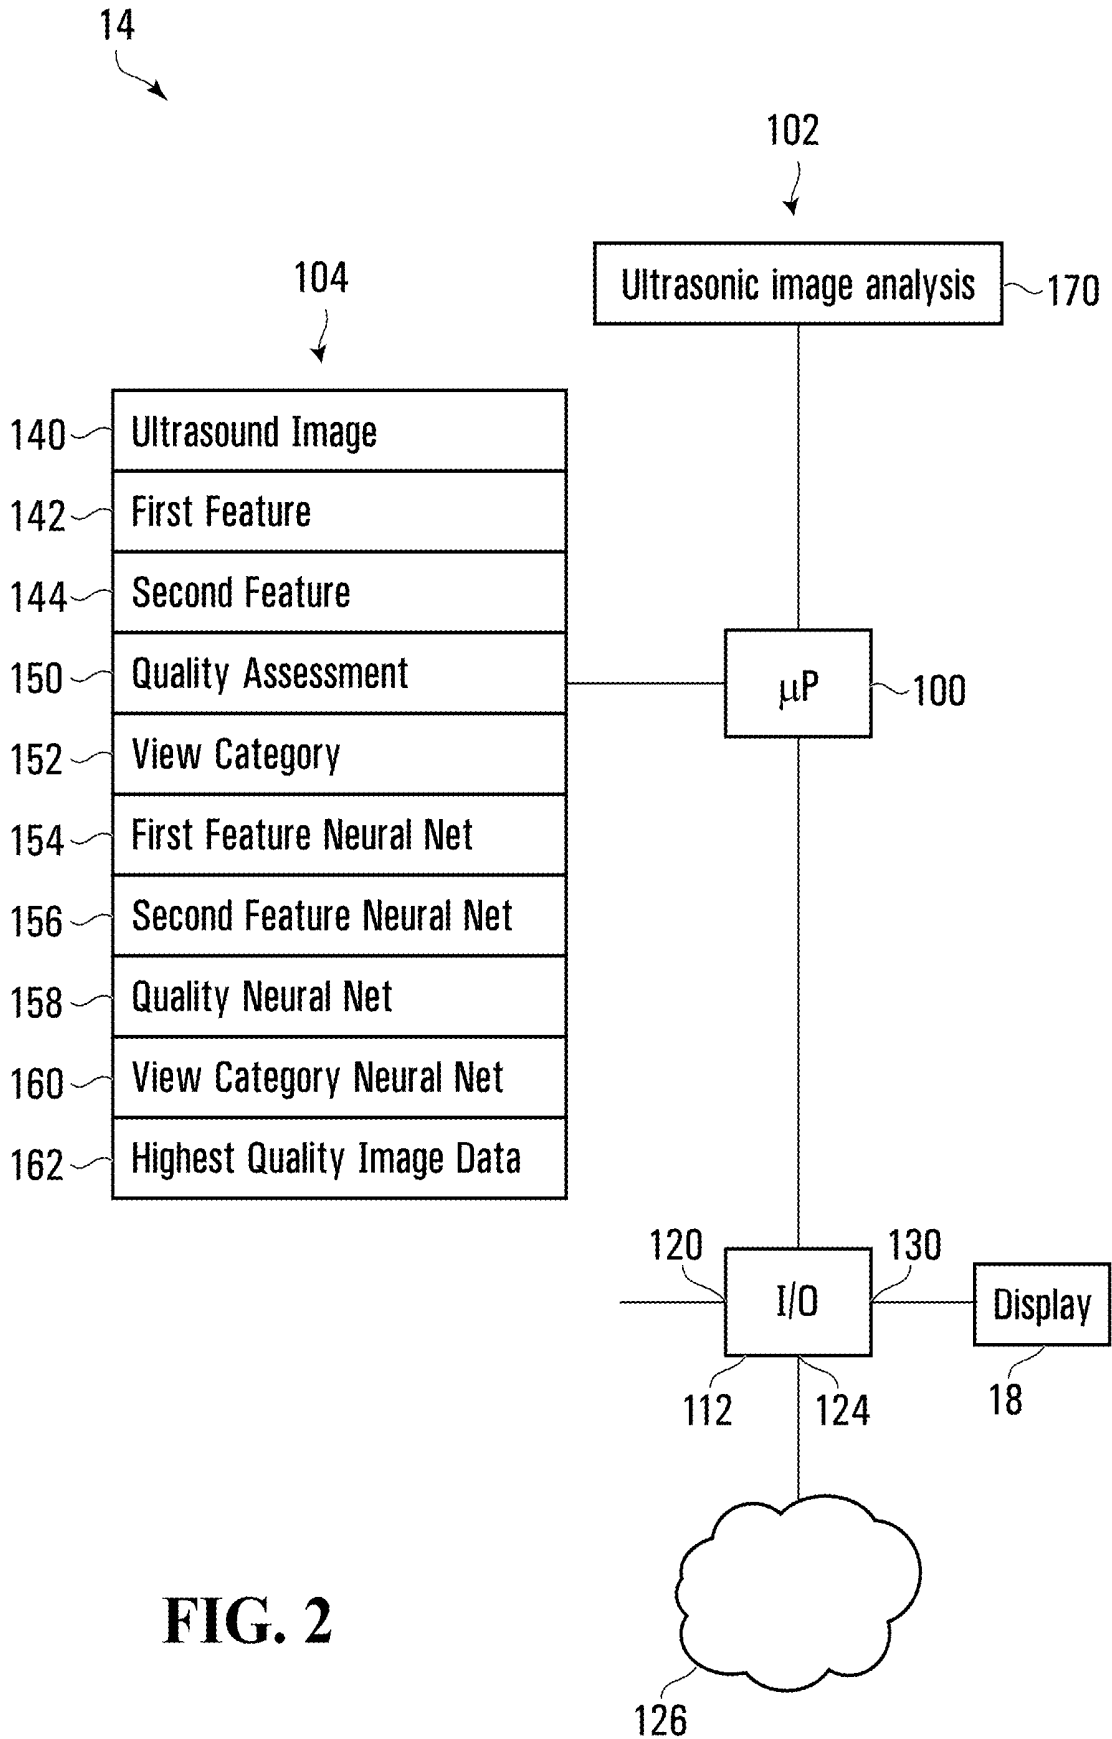 14
102
Ultrasonic image analysis
170
104
140 Ultrasound Image
142 First Feature
144 Second Feature
150 Quality Assessment
152 View Category
154 First Feature Neural Net
156 Second Feature Neural Net
158 Quality Neural Net
160 View Category Neural Net
162 Highest Quality Image Data
µP
100
120
I/O
130
Display
18
112
124
126
FIG. 2